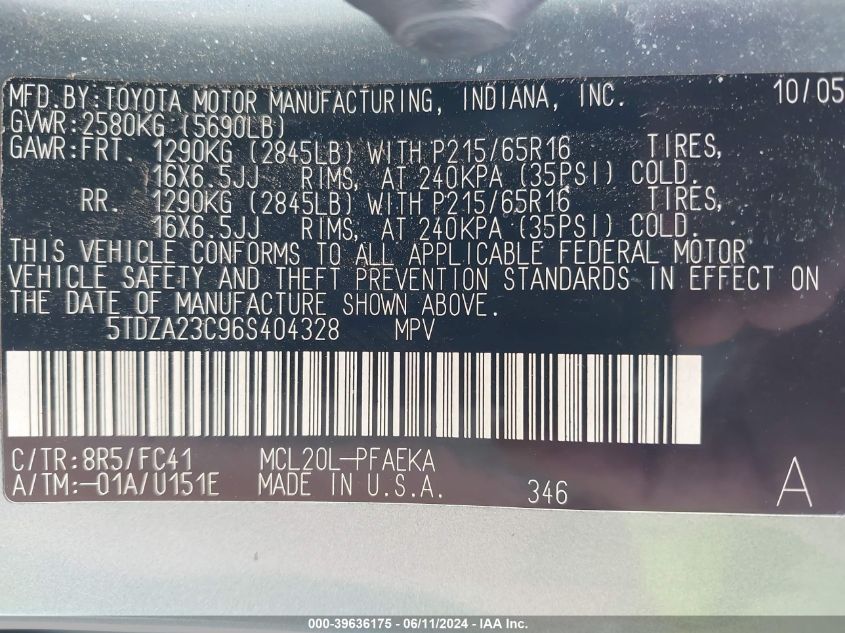 MFD.BY:TOYOTA MOTOR MANUFACTURING, INDIANA, INC. 10/05
GVWR:2580KG (5690LB)
GAWR:FRT. 1290KG (2845LB) WITH P215/65R16 TIRES,
16X6.5JJ RIMS, AT 240KPA (35PSI) COLD.
RR. 1290KG (2845LB) WITH P215/65R16 TIRES,
16X6.5JJ RIMS, AT 240KPA (35PSI) COLD.
THIS VEHICLE CONFORMS TO ALL APPLICABLE FEDERAL MOTOR
VEHICLE SAFETY AND THEFT PREVENTION STANDARDS IN EFFECT ON
THE DATE OF MANUFACTURE SHOWN ABOVE.
5TDZA23C96S404328 MPV
C/TR:8R5/FC41 MCL20L-PFAEKA
A/TM:-01A/U151E MADE IN U.S.A. 346 A
000-39636175 - 06/11/2024 - IAA Inc.